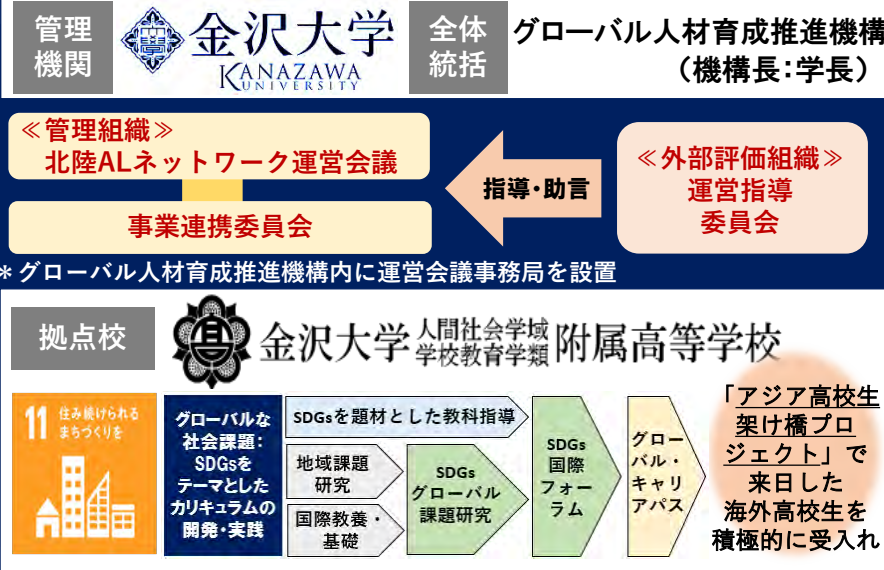 管理
機関
金沢大学
KANAZAWA
UNIVERSITY
全体
統括
グローバル人材育成推進機構
（機構長：学長）
≪管理組織≫
北陸ALネットワーク運営会議
事業連携委員会
指導・助言
≪外部評価組織≫
運営指導
委員会
＊グローバル人材育成推進機構内に運営会議事務局を設置
拠点校
金沢大学 人間社会学域 学校教育学類 附属高等学校
11 住み続けられる
まちづくりを
グローバルな
社会課題：
SDGsを
テーマとした
カリキュラムの
開発・実践
SDGsを題材とした教科指導
地域課題
研究
国際教養・
基礎
SDGs
グローバル
課題研究
SDGs
国際
フォー
ラム
グロー
バル・
キャリ
アパス
「アジア高校生
架け橋プロ
ジェクト」で
来日した
海外高校生を
積極的に受入れ